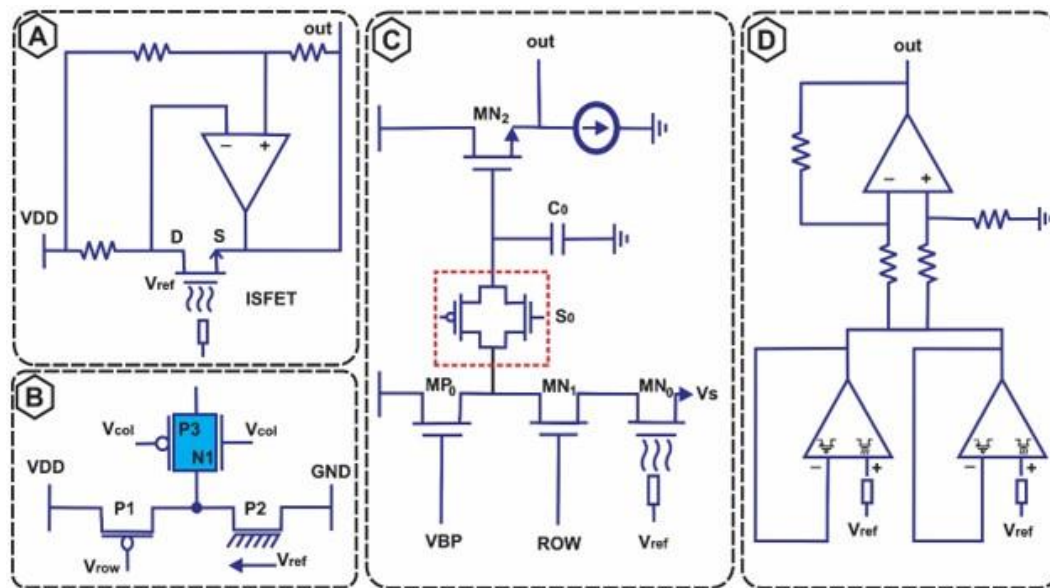 A
out
− +
VDD
D S
Vref
ISFET
B
Vcol P3 Vcol
N1
VDD GND
P1 P2
Vrow Vref
C
out
MN2
C0
S0
MP0 MN1 MN0 Vs
VBP ROW Vref
D
out
− +
− + − +
Vref Vref